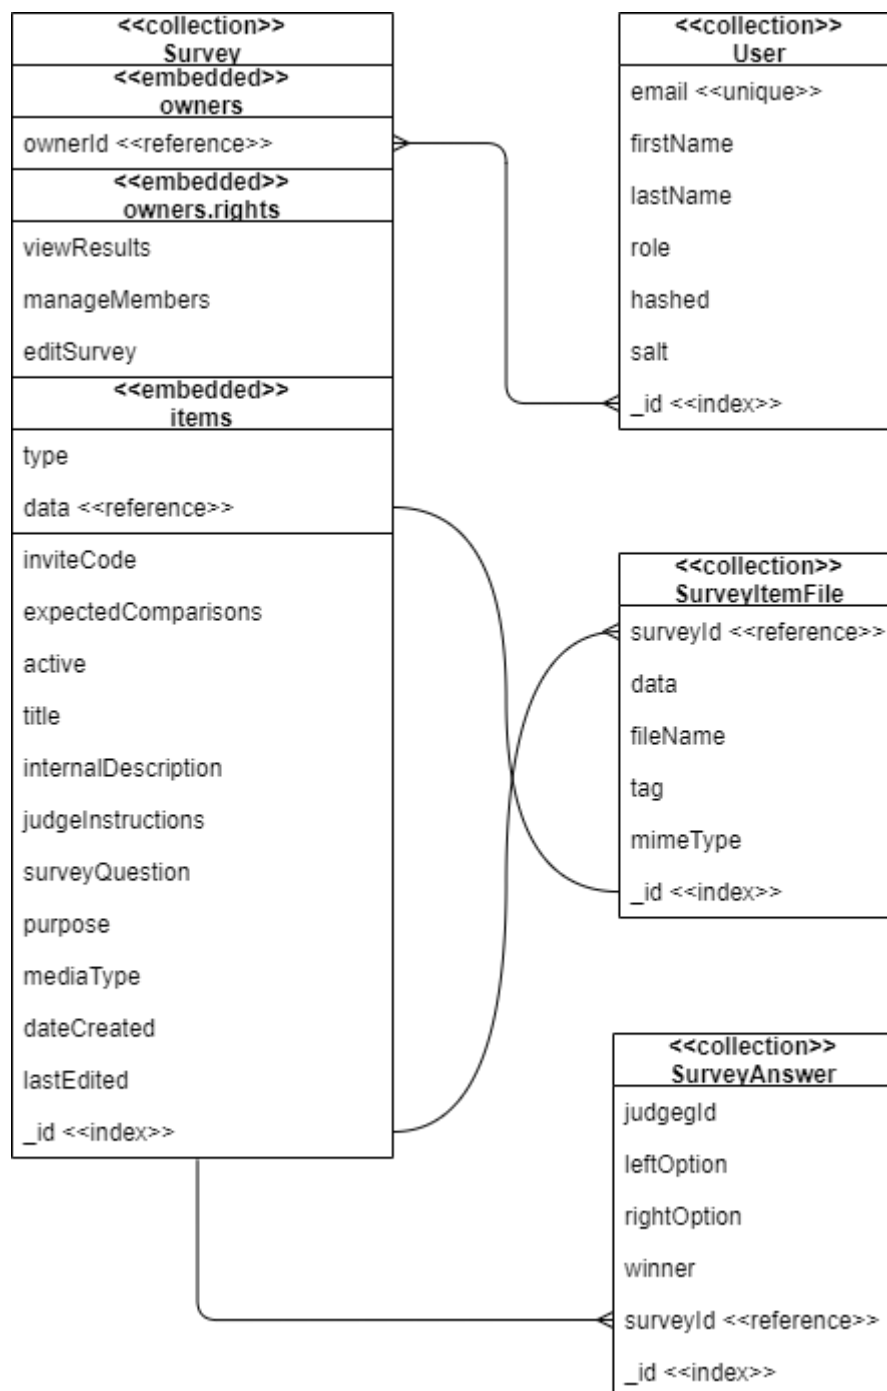 <<collection>>
Survey
<<embedded>>
owners
ownerId <<reference>>
<<embedded>>
owners.rights
viewResults
manageMembers
editSurvey
<<embedded>>
items
type
data <<reference>>
inviteCode
expectedComparisons
active
title
internalDescription
judgeInstructions
surveyQuestion
purpose
mediaType
dateCreated
lastEdited
_id <<index>>
<<collection>>
User
email <<unique>>
firstName
lastName
role
hashed
salt
_id <<index>>
<<collection>>
SurveyItemFile
surveyId <<reference>>
data
fileName
tag
mimeType
_id <<index>>
<<collection>>
SurveyAnswer
judgegId
leftOption
rightOption
winner
surveyId <<reference>>
_id <<index>>